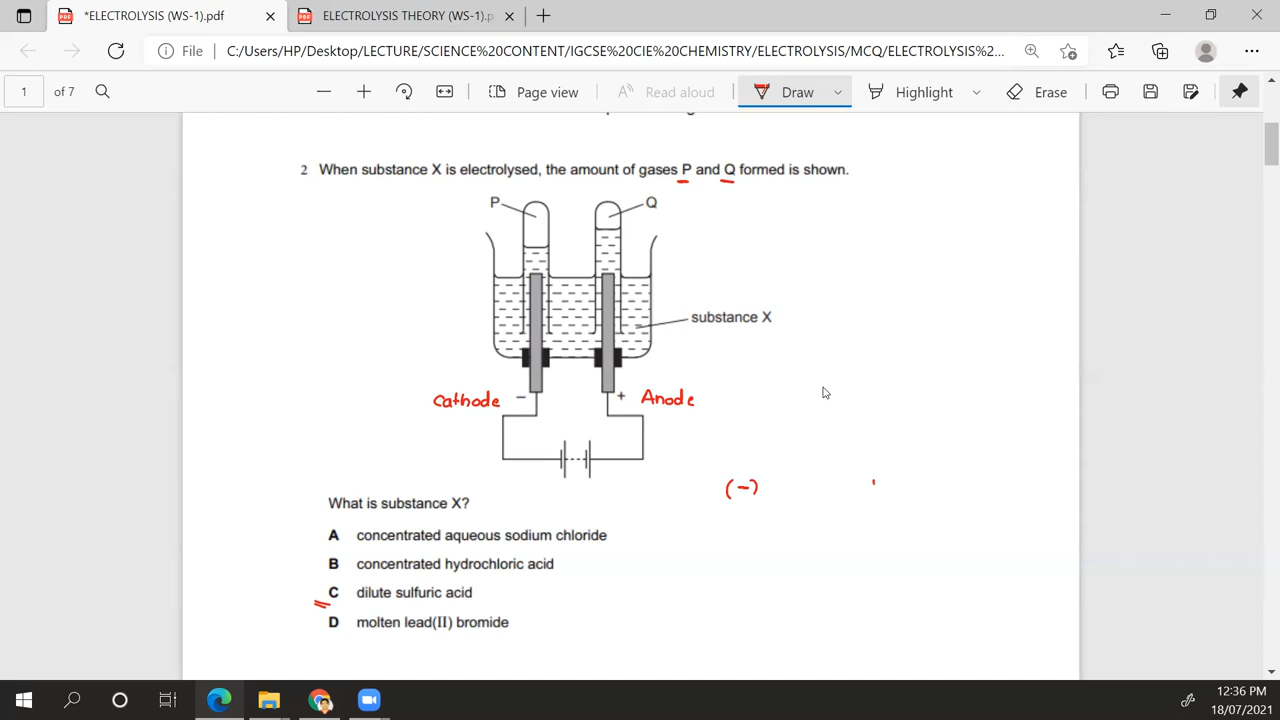 *ELECTROLYSIS (WS-1).pdf
ELECTROLYSIS THEORY (WS-1).p
File
C:/Users/HP/Desktop/LECTURE/SCIENCE%20CONTENT/IGCSE%20CIE%20CHEMISTRY/ELECTROLYSIS/MCQ/ELECTROLYSIS%2...
1 of 7
Page view
Read aloud
Draw
Highlight
Erase
2 When substance X is electrolysed, the amount of gases P and Q formed is shown.
P Q
substance X
Cathode − + Anode
(−)
What is substance X?
A concentrated aqueous sodium chloride
B concentrated hydrochloric acid
C dilute sulfuric acid
D molten lead(II) bromide
12:36 PM
18/07/2021